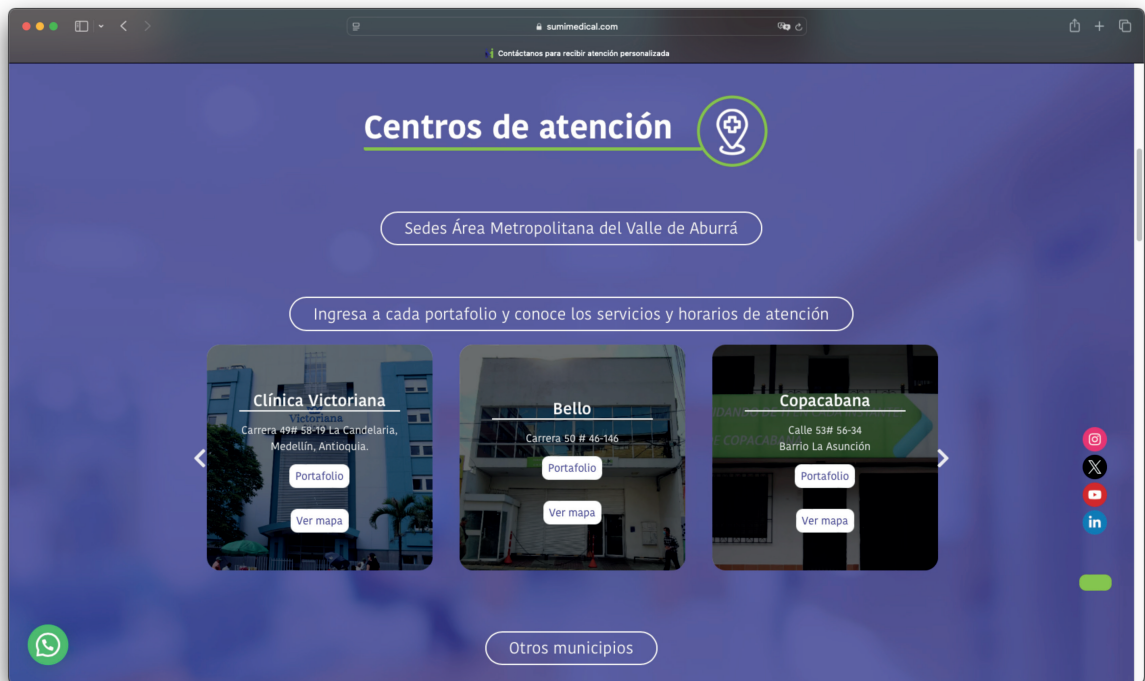 sumimedical.com
Contáctanos para recibir atención personalizada
Centros de atención
Sedes Área Metropolitana del Valle de Aburrá
Ingresa a cada portafolio y conoce los servicios y horarios de atención
Clínica Victoriana
Victoriana
Carrera 49# 58-19 La Candelaria,
Medellín, Antioquia.
Portafolio
Ver mapa
Bello
Carrera 50 # 46-146
Portafolio
Ver mapa
Copacabana
Calle 53# 56-34
Barrio La Asunción
Portafolio
Ver mapa
COPACABANA
in
Otros municipios